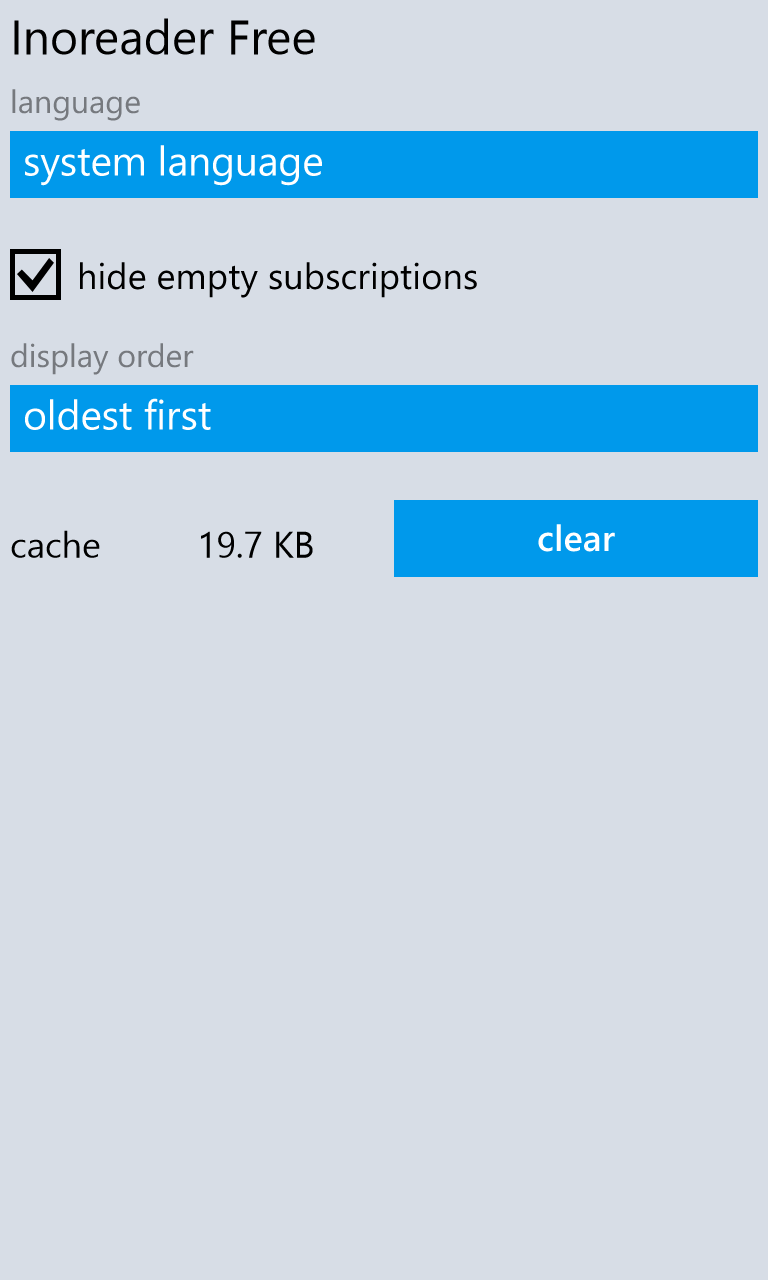 Inoreader Free
language
system language
hide empty subscriptions
display order
oldest first
cache 19.7 KB clear